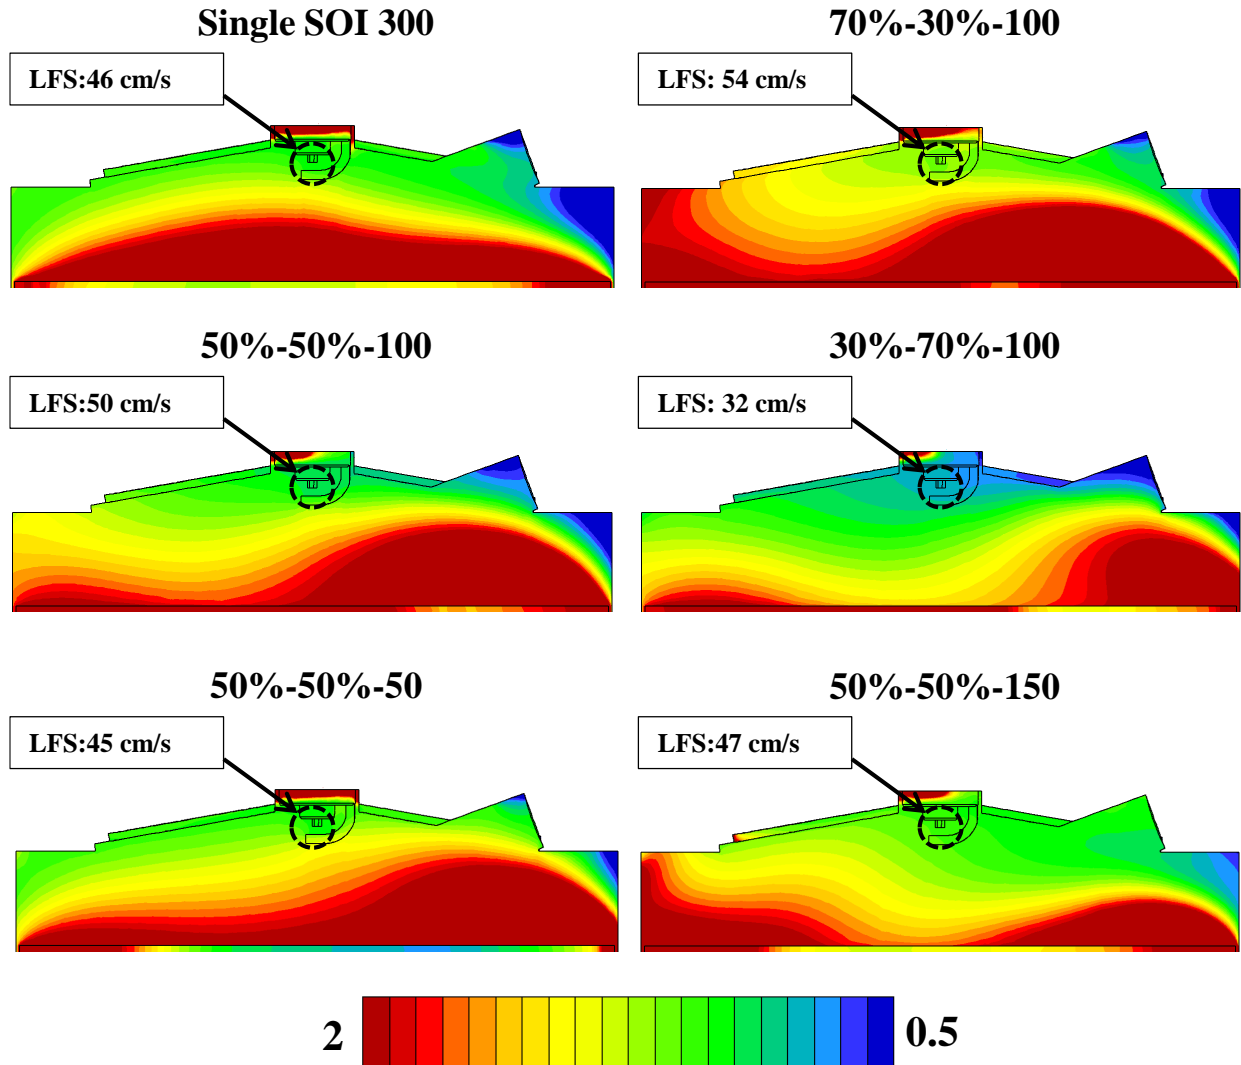 Single SOI 300
70%-30%-100
LFS:46 cm/s
LFS: 54 cm/s
50%-50%-100
30%-70%-100
LFS:50 cm/s
LFS: 32 cm/s
50%-50%-50
50%-50%-150
LFS:45 cm/s
LFS:47 cm/s
2
0.5